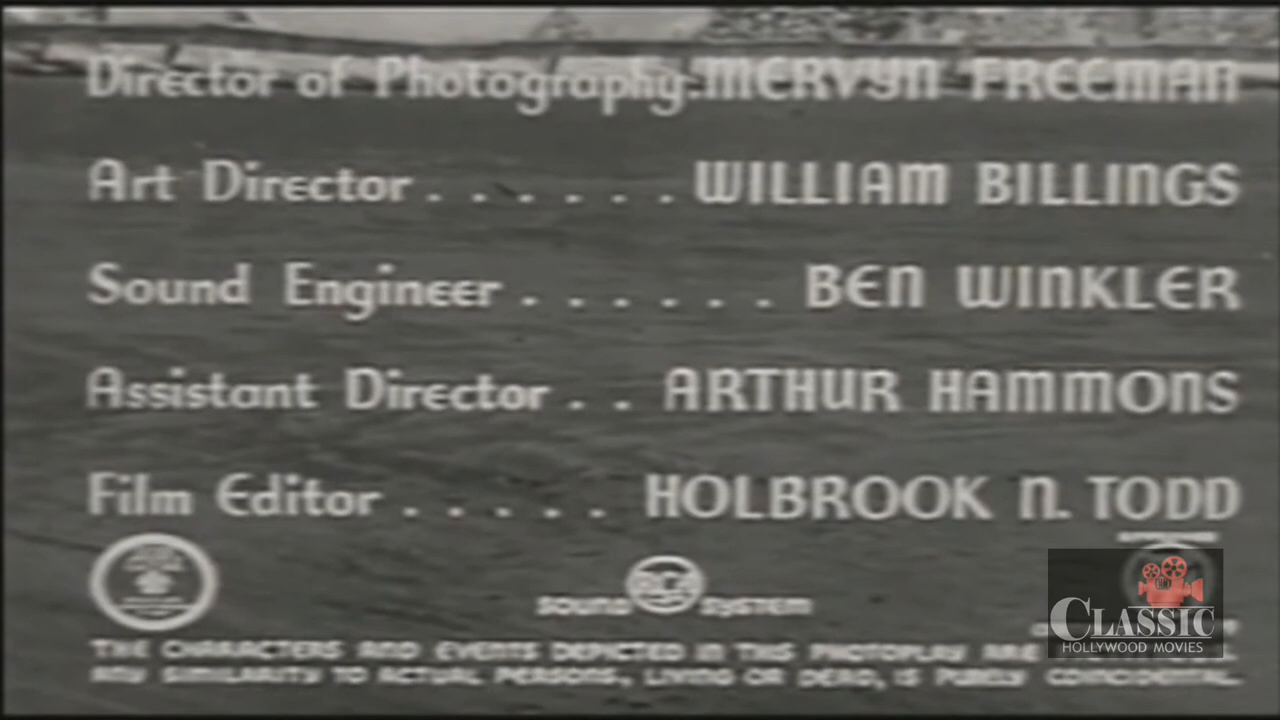 Director of Photography: MERVYN FREEMAN
Art Director . . . . . . WILLIAM BILLINGS
Sound Engineer . . . . . . BEN WINKLER
Assistant Director . . ARTHUR HAMMONS
Film Editor . . . . . HOLBROOK N. TODD
SOUND RCA SYSTEM
CLASSIC
HOLLYWOOD MOVIES
THE CHARACTERS AND EVENTS DEPICTED IN THIS PHOTOPLAY ARE
ANY SIMILARITY TO ACTUAL PERSONS, LIVING OR DEAD, IS PURELY COINCIDENTAL.